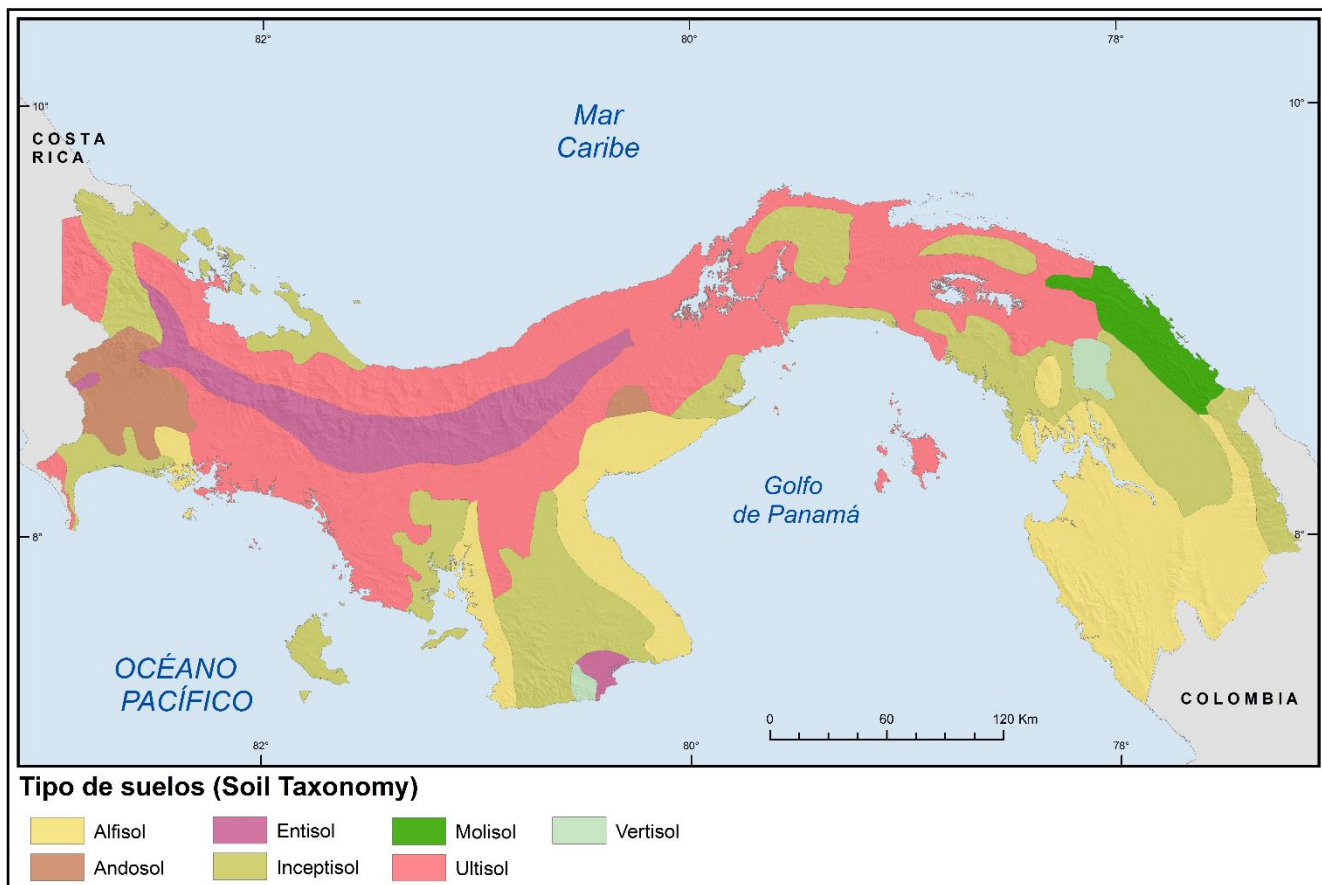 82°
80°
78°
10°
10°
COSTA
RICA
Mar
Caribe
Golfo
de Panamá
8°
8°
OCÉANO
PACÍFICO
COLOMBIA
0 60 120 Km
82°
80°
78°
Tipo de suelos (Soil Taxonomy)
Alfisol Entisol Molisol Vertisol
Andosol Inceptisol Ultisol